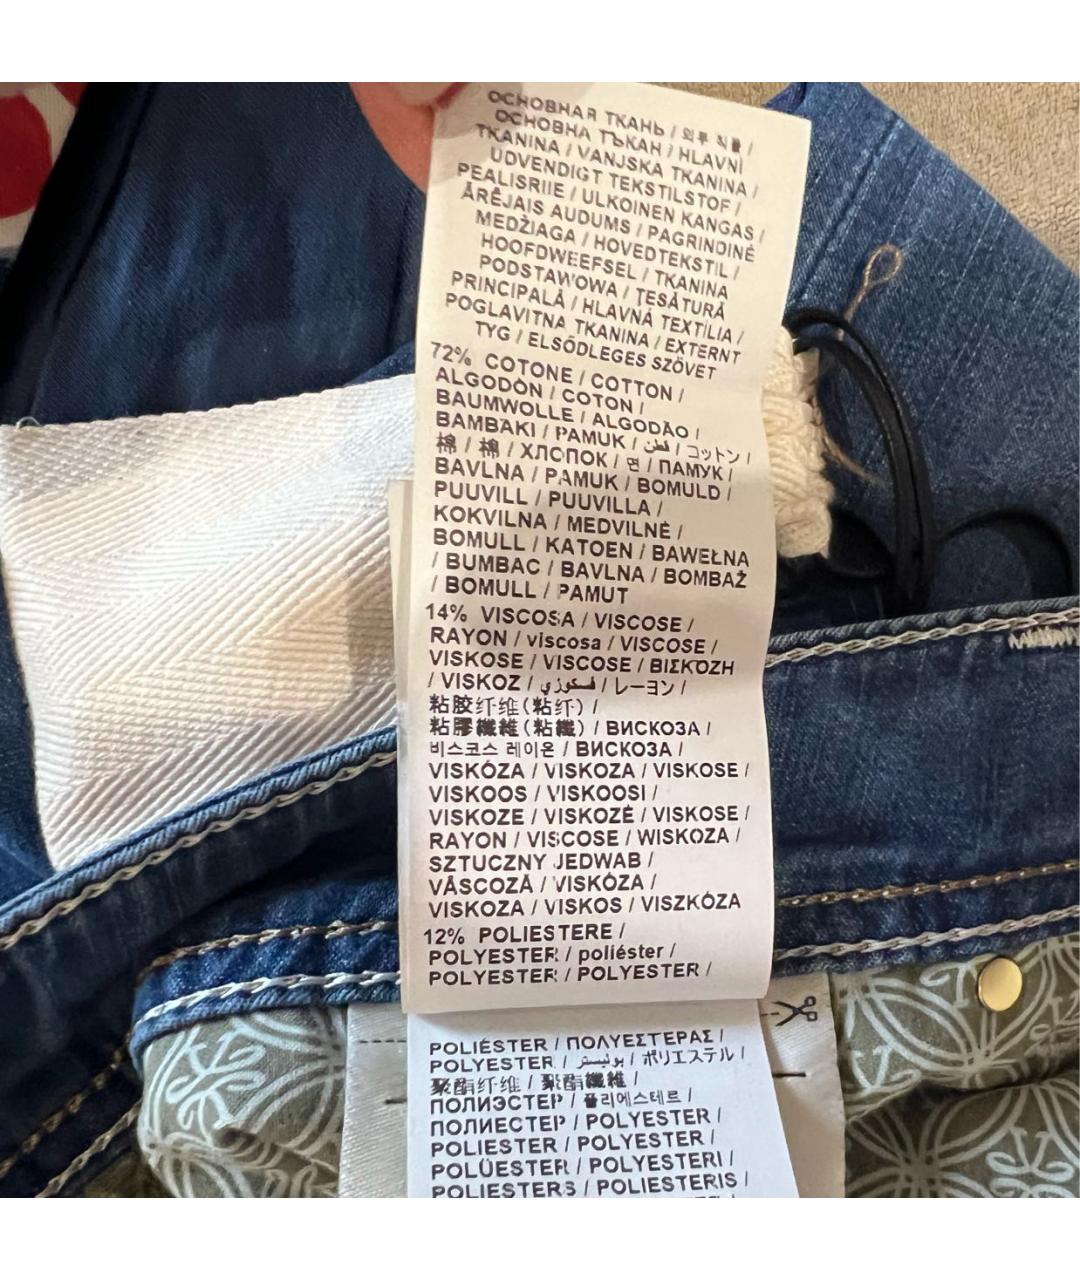 ОСНОВНАЯ ТКАНЬ / 외부 직물 /
ОСНОВНА ТЪКАН / HLAVNÍ
TKANINA / VANJSKA TKANINA /
UDVENDIGT TEKSTILSTOF /
PEALISRIIE / ULKOINEN KANGAS /
ĀRĒJAIS AUDUMS / PAGRINDINĖ
MEDŽIAGA / HOVEDTEKSTIL /
HOOFDWEEFSEL / TKANINA
PODSTAWOWA / ȚESĂTURĂ
PRINCIPALĂ / HLAVNÁ TEXTÍLIA /
POGLAVITNA TKANINA / EXTERNT
TYG / ELSŐDLEGES SZÖVET
72% COTONE / COTTON /
ALGODÓN / COTON /
BAUMWOLLE / ALGODÃO /
BAMBAKI / PAMUK / قطن / コットン /
棉 / 棉 / ХЛОПОК / 면 / ПАМУК /
BAVLNA / PAMUK / BOMULD /
PUUVILL / PUUVILLA /
KOKVILNA / MEDVILNĖ /
BOMULL / KATOEN / BAWEŁNA
/ BUMBAC / BAVLNA / BOMBAŽ
/ BOMULL / PAMUT
14% VISCOSA / VISCOSE /
RAYON / viscosa / VISCOSE /
VISKOSE / VISCOSE / ΒΙΣΚΟΖΗ
/ VISKOZ / فسكوزي / レーヨン /
粘胶纤维(粘纤) /
粘膠纖維(粘纖) / ВИСКОЗА /
비스코스 레이온 / ВИСКОЗА /
VISKÓZA / VISKOZA / VISKOSE /
VISKOOS / VISKOOSI /
VISKOZE / VISKOZĖ / VISKOSE /
RAYON / VISCOSE / WISKOZA /
SZTUCZNY JEDWAB /
VÂSCOZĂ / VISKÓZA /
VISKOZA / VISKOS / VISZKÓZA
12% POLIESTERE /
POLYESTER / poliéster /
POLYESTER / POLYESTER /
POLIÉSTER / ΠΟΛΥΕΣΤΕΡΑΣ /
POLYESTER / بوليستر / ポリエステル /
聚酯纤维 / 聚酯纖維 /
ПОЛИЭСТЕР / 폴리에스테르 /
ПОЛИЕСТЕР / POLYESTER /
POLIESTER / POLYESTER /
POLÜESTER / POLYESTERI /
POLIESTERS / POLIESTERIS /